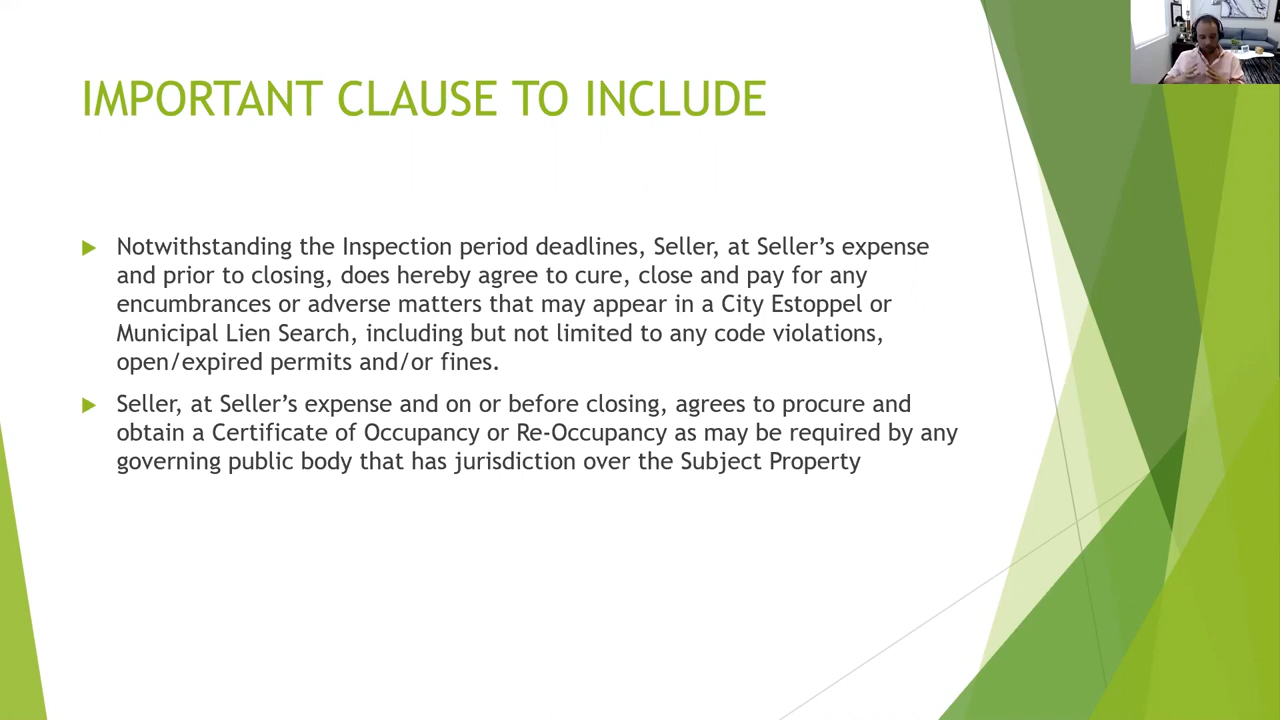 IMPORTANT CLAUSE TO INCLUDE
Notwithstanding the Inspection period deadlines, Seller, at Seller’s expense
and prior to closing, does hereby agree to cure, close and pay for any
encumbrances or adverse matters that may appear in a City Estoppel or
Municipal Lien Search, including but not limited to any code violations,
open/expired permits and/or fines.
Seller, at Seller’s expense and on or before closing, agrees to procure and
obtain a Certificate of Occupancy or Re-Occupancy as may be required by any
governing public body that has jurisdiction over the Subject Property